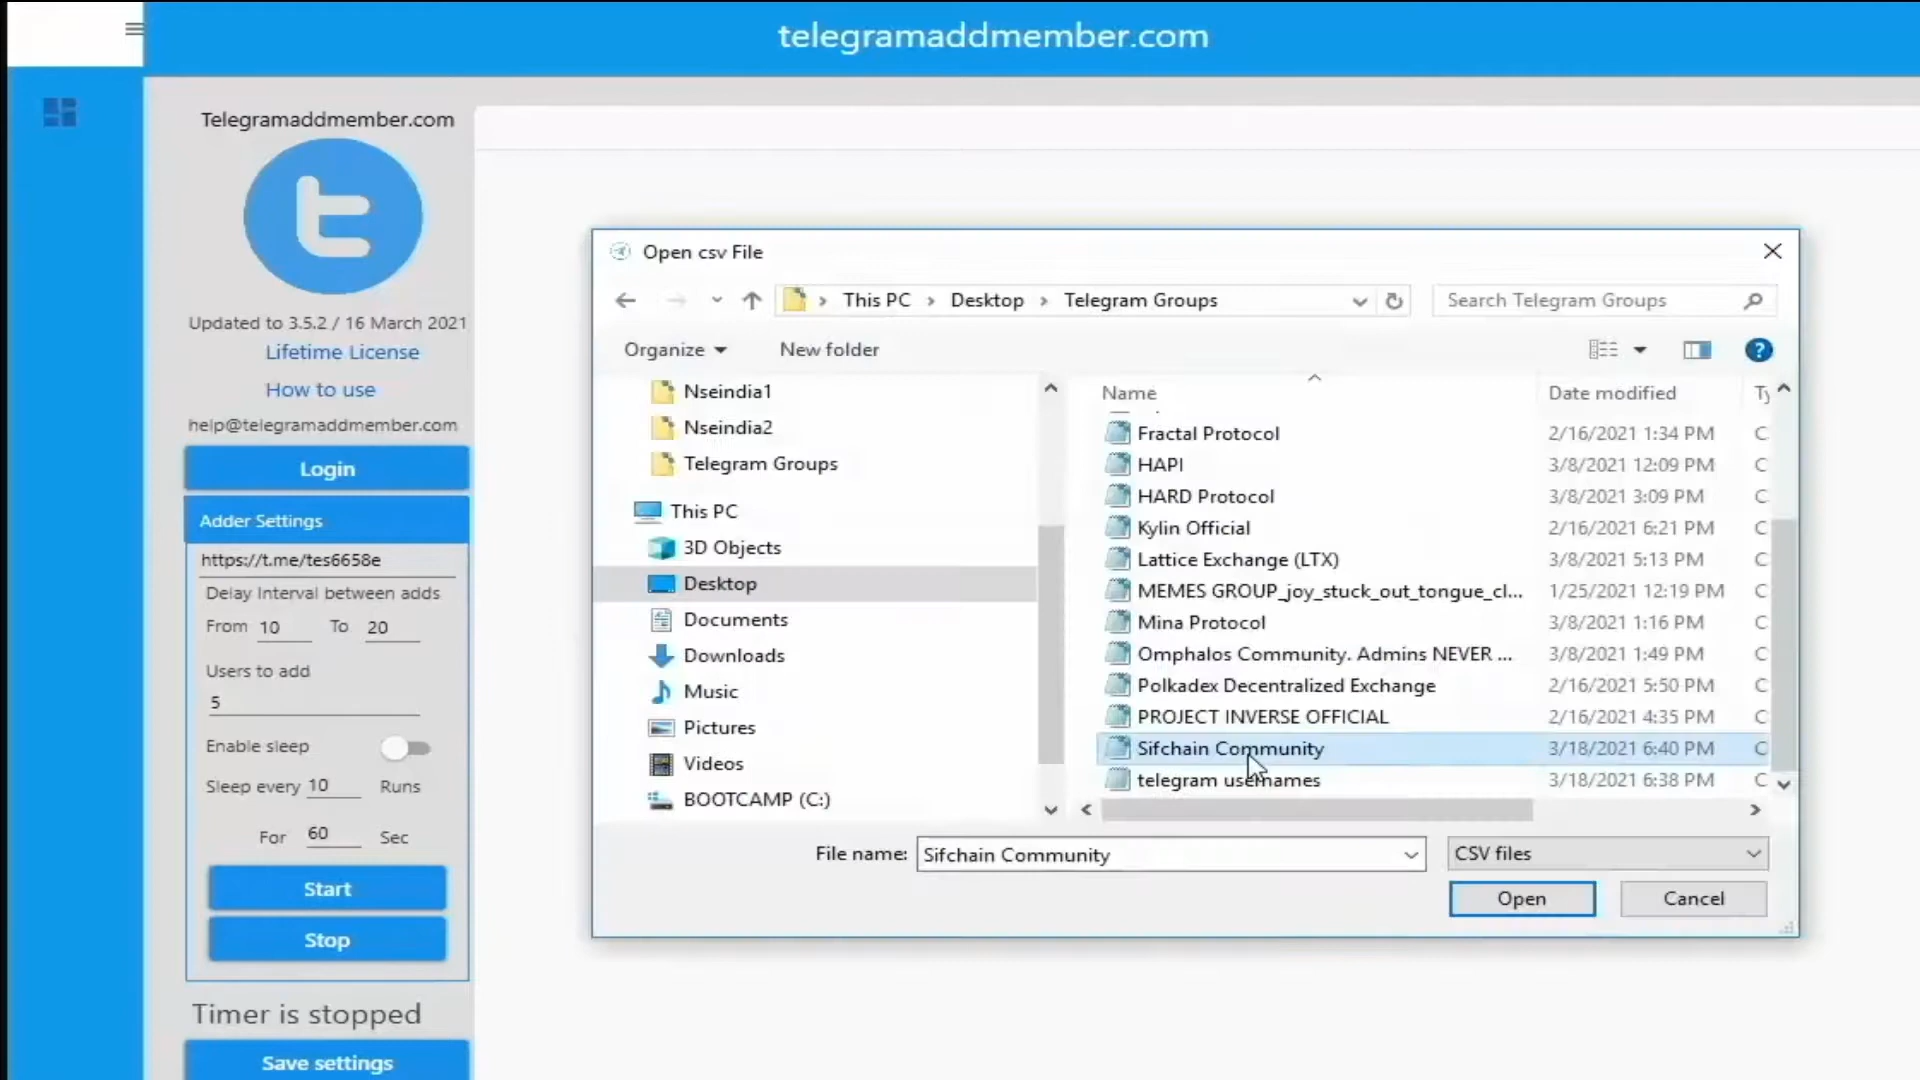 telegramaddmember.com
Telegramaddmember.com
t
Updated to 3.5.2 / 16 March 2021
Lifetime License
How to use
help@telegramaddmember.com
Login
Adder Settings
https://t.me/tes6658e
Delay Interval between adds
From 10 To 20
Users to add
5
Enable sleep
Sleep every 10 Runs
For 60 Sec
Start
Stop
Timer is stopped
Save settings
Open csv File
This PC > Desktop > Telegram Groups
Search Telegram Groups
Organize
New folder
?
Nseindia1
Nseindia2
Telegram Groups
This PC
3D Objects
Desktop
Documents
Downloads
Music
Pictures
Videos
BOOTCAMP (C:)
Name Date modified Ty
Fractal Protocol 2/16/2021 1:34 PM C
HAPI 3/8/2021 12:09 PM C
HARD Protocol 3/8/2021 3:09 PM C
Kylin Official 2/16/2021 6:21 PM C
Lattice Exchange (LTX) 3/8/2021 5:13 PM C
MEMES GROUP_joy_stuck_out_tongue_cl... 1/25/2021 12:19 PM C
Mina Protocol 3/8/2021 1:16 PM C
Omphalos Community. Admins NEVER ... 3/8/2021 1:49 PM C
Polkadex Decentralized Exchange 2/16/2021 5:50 PM C
PROJECT INVERSE OFFICIAL 2/16/2021 4:35 PM C
Sifchain Community 3/18/2021 6:40 PM C
telegram usernames 3/18/2021 6:38 PM C
File name: Sifchain Community
CSV files
Open
Cancel